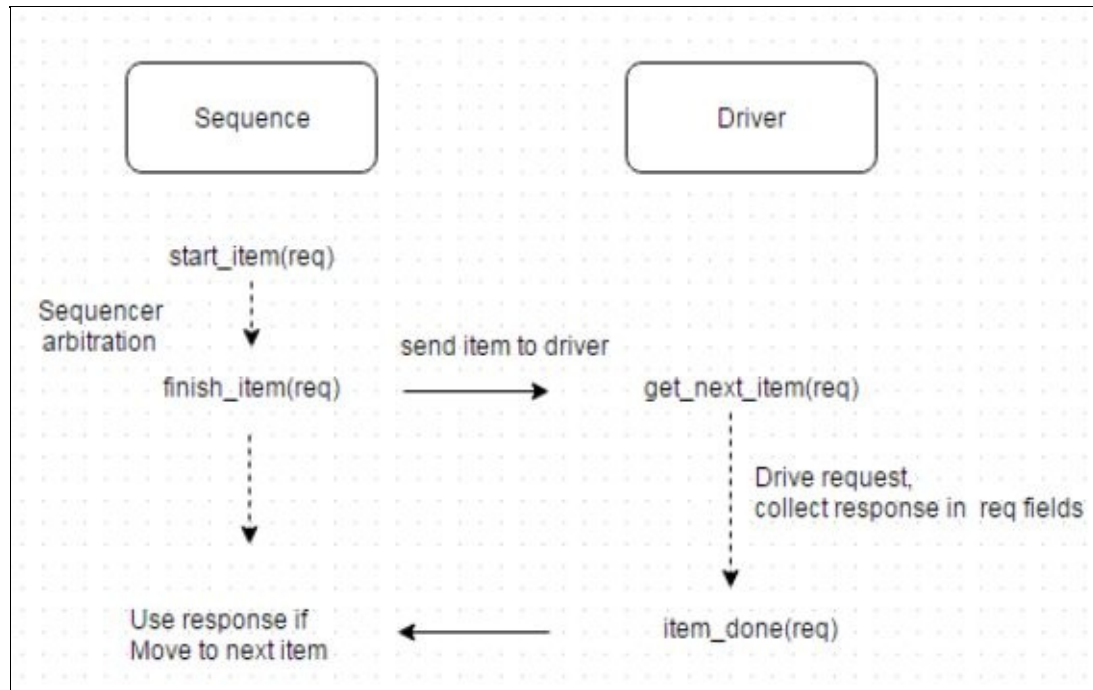 Sequence
Driver
start_item(req)
Sequencer
arbitration
send item to driver
finish_item(req)
get_next_item(req)
Drive request,
collect response in req fields
Use response if
Move to next item
item_done(req)